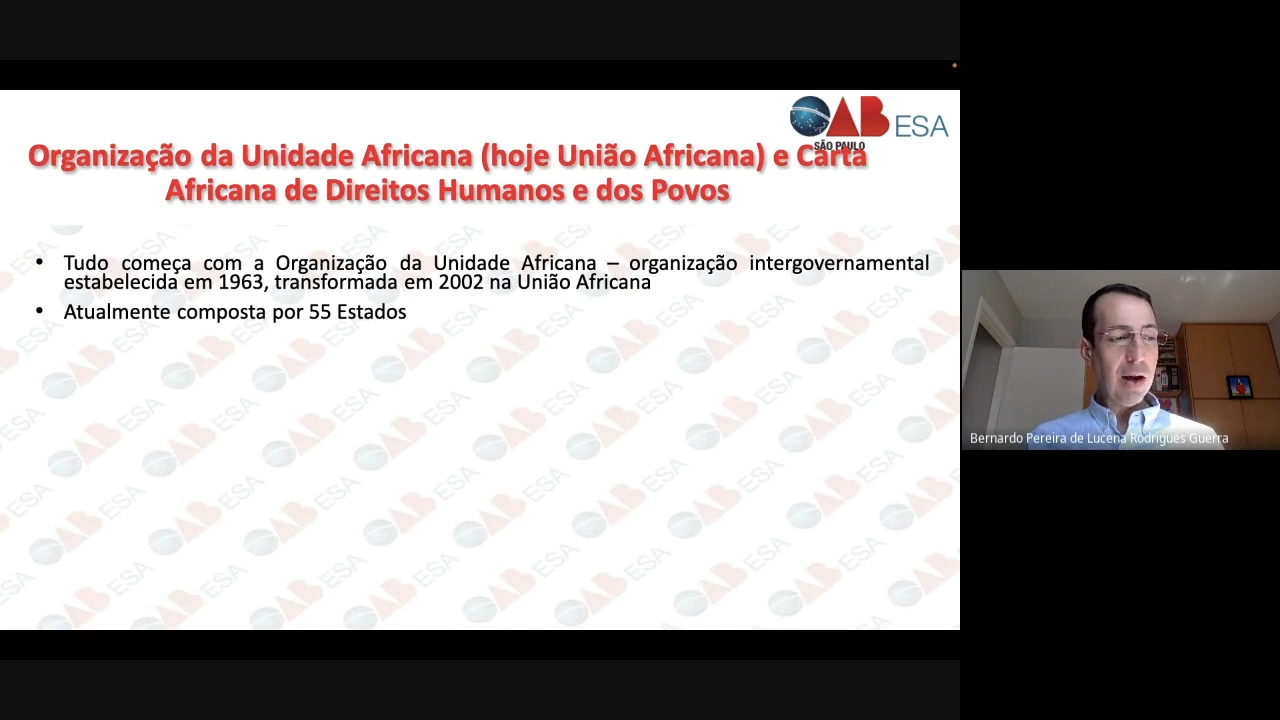 OAB ESA
SÃO PAULO
Organização da Unidade Africana (hoje União Africana) e Carta
Africana de Direitos Humanos e dos Povos
• Tudo começa com a Organização da Unidade Africana – organização intergovernamental
estabelecida em 1963, transformada em 2002 na União Africana
• Atualmente composta por 55 Estados
Bernardo Pereira de Lucena Rodrigues Guerra